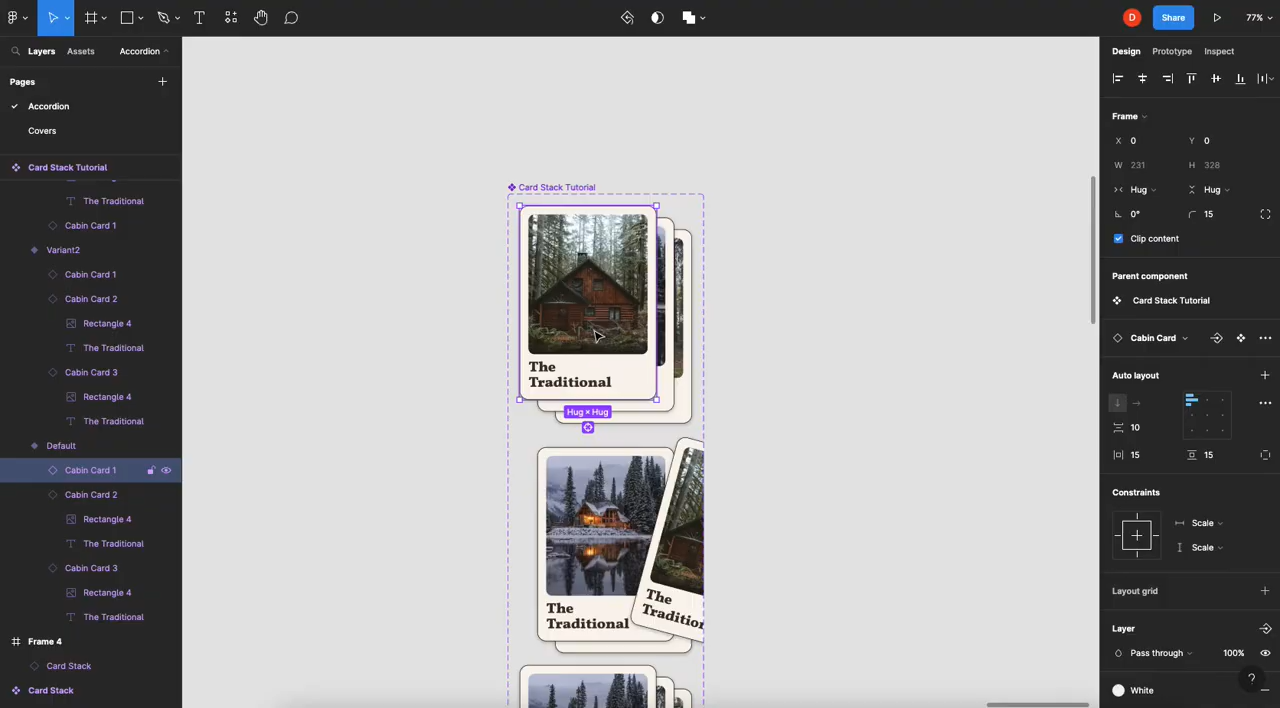 D
Share
77%
Layers
Assets
Accordion
Pages
Accordion
Covers
Card Stack Tutorial
The Traditional
Cabin Card 1
Variant2
Cabin Card 1
Cabin Card 2
Rectangle 4
The Traditional
Cabin Card 3
Rectangle 4
The Traditional
Default
Cabin Card 1
Cabin Card 2
Rectangle 4
The Traditional
Cabin Card 3
Rectangle 4
The Traditional
Frame 4
Card Stack
Card Stack
Card Stack Tutorial
The
Traditional
Hug × Hug
The
Traditional
The
Traditio
Design
Prototype
Inspect
Frame
X 0
Y 0
W 231
H 328
Hug
Hug
0°
15
Clip content
Parent component
Card Stack Tutorial
Cabin Card
Auto layout
10
15
15
Constraints
Scale
Scale
Layout grid
Layer
Pass through
100%
White
?